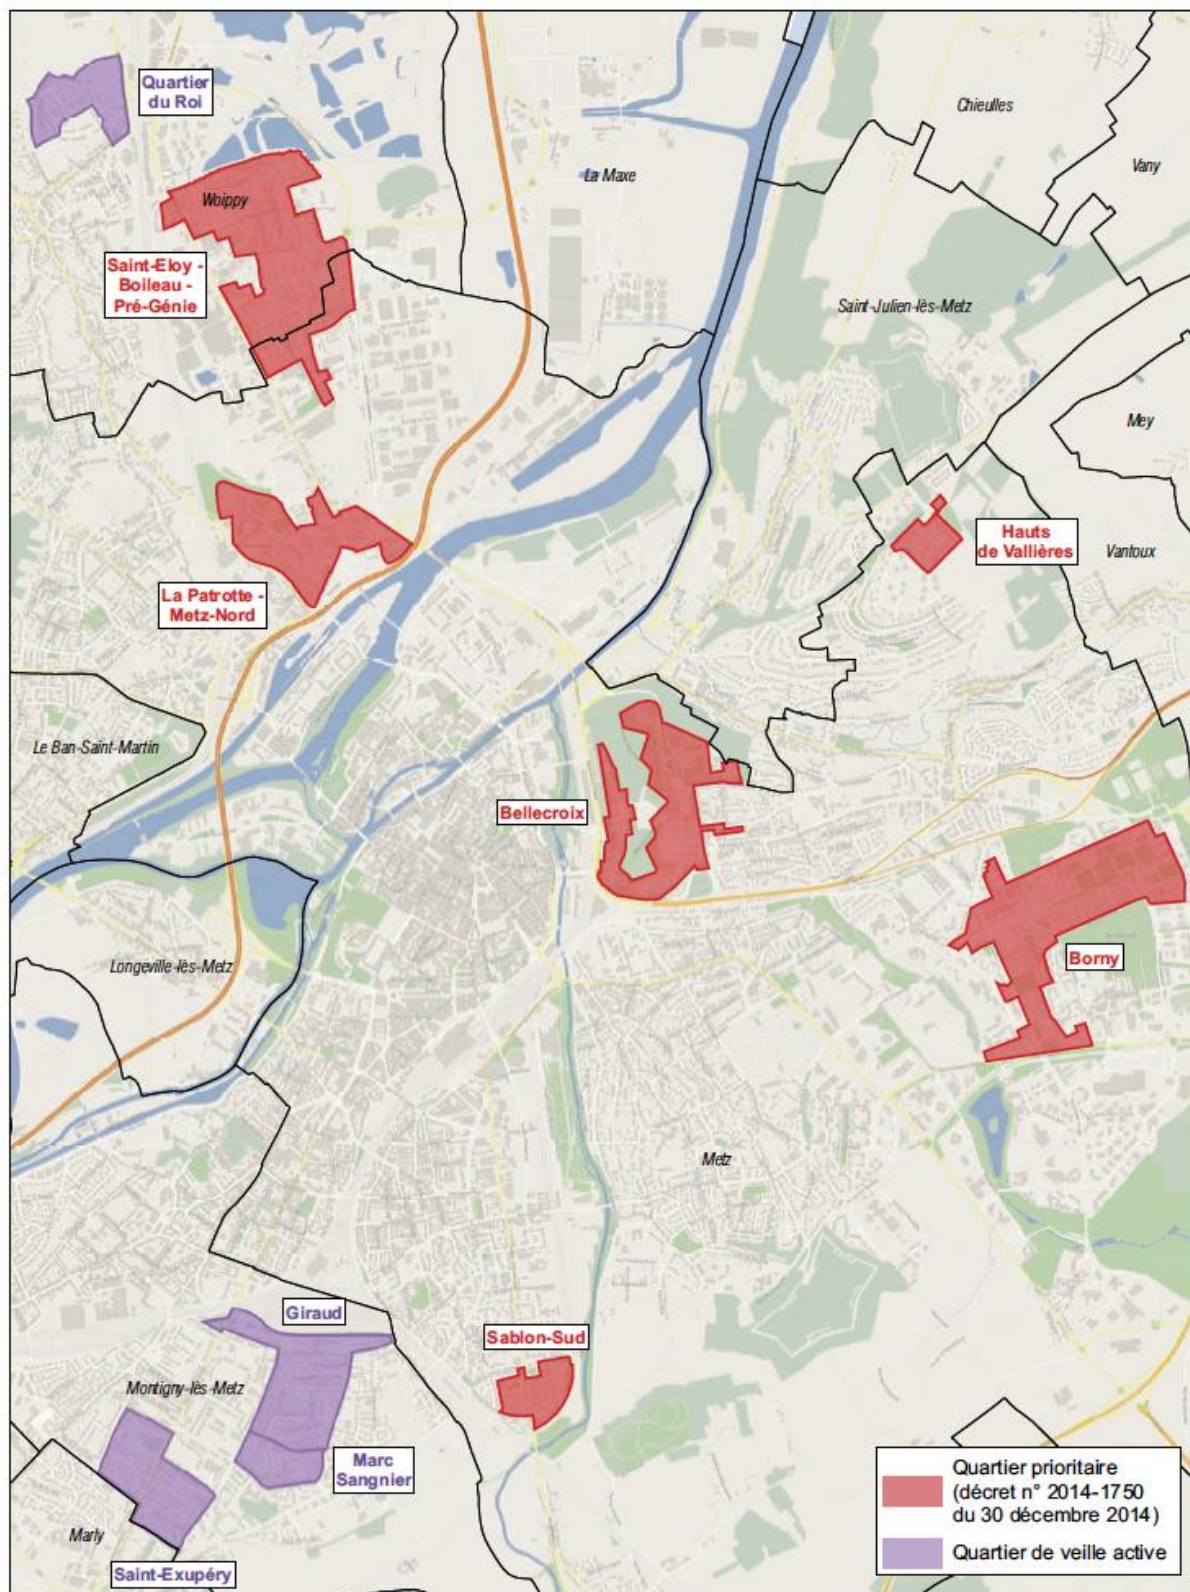 Quartier
du Roi
Chieulles
Vany
La Maxe
Woippy
Saint-Eloy -
Boileau -
Pré-Génie
Saint-Julien-lès-Metz
Mey
Hauts
de Vallières
Vantoux
La Patrotte -
Metz-Nord
Le Ban-Saint-Martin
Bellecroix
Borny
Longeville-lès-Metz
Metz
Giraud
Sablon-Sud
Montigny-lès-Metz
Marc
Sangnier
Marly
Saint-Exupéry
Quartier prioritaire
(décret n° 2014-1750
du 30 décembre 2014)
Quartier de veille active